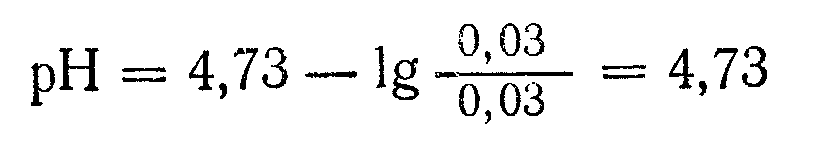 pH = 4,73 — lg 0,03/0,03 = 4,73